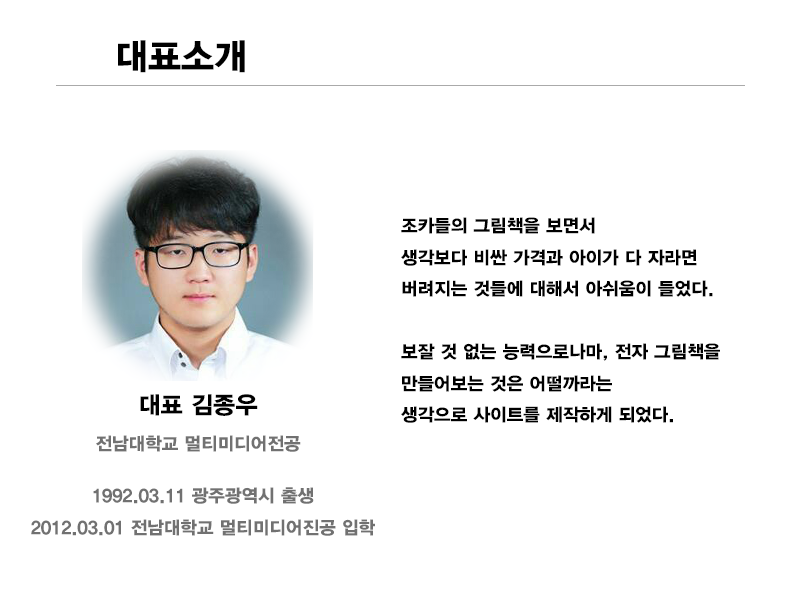 대표소개
조카들의 그림책을 보면서
생각보다 비싼 가격과 아이가 다 자라면
버려지는 것들에 대해서 아쉬움이 들었다.
보잘 것 없는 능력으로나마, 전자 그림책을
만들어보는 것은 어떨까라는
생각으로 사이트를 제작하게 되었다.
대표 김종우
전남대학교 멀티미디어전공
1992.03.11 광주광역시 출생
2012.03.01 전남대학교 멀티미디어진공 입학